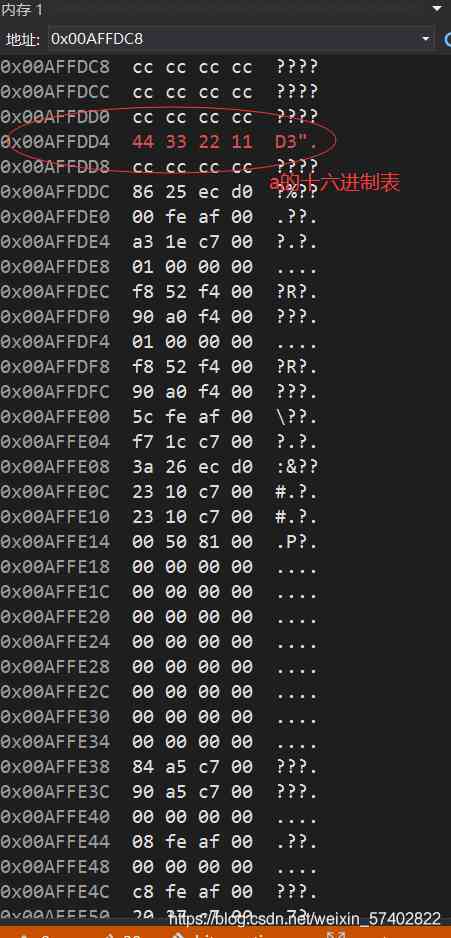 内存 1
地址: 0x00AFFDC8
0x00AFFDC8 cc cc cc cc ????
0x00AFFDCC cc cc cc cc ????
0x00AFFDD0 cc cc cc cc ????
0x00AFFDD4 44 33 22 11 D3".
0x00AFFDD8 cc cc cc cc ????
a的十六进制表
0x00AFFDDC 86 25 ec d0 ?%??
0x00AFFDE0 00 fe af 00 .??.
0x00AFFDE4 a3 1e c7 00 ?.?.
0x00AFFDE8 01 00 00 00 ....
0x00AFFDEC f8 52 f4 00 ?R?.
0x00AFFDF0 90 a0 f4 00 ???.
0x00AFFDF4 01 00 00 00 ....
0x00AFFDF8 f8 52 f4 00 ?R?.
0x00AFFDFC 90 a0 f4 00 ???.
0x00AFFE00 5c fe af 00 \??.
0x00AFFE04 f7 1c c7 00 ?.?.
0x00AFFE08 3a 26 ec d0 :&??
0x00AFFE0C 23 10 c7 00 #.?.
0x00AFFE10 23 10 c7 00 #.?.
0x00AFFE14 00 50 81 00 .P?.
0x00AFFE18 00 00 00 00 ....
0x00AFFE1C 00 00 00 00 ....
0x00AFFE20 00 00 00 00 ....
0x00AFFE24 00 00 00 00 ....
0x00AFFE28 00 00 00 00 ....
0x00AFFE2C 00 00 00 00 ....
0x00AFFE30 00 00 00 00 ....
0x00AFFE34 00 00 00 00 ....
0x00AFFE38 84 a5 c7 00 ???.
0x00AFFE3C 90 a5 c7 00 ???.
0x00AFFE40 00 00 00 00 ....
0x00AFFE44 08 fe af 00 .??.
0x00AFFE48 00 00 00 00 ....
0x00AFFE4C c8 fe af 00 ???.
0x00AFFE50
https://blog.csdn.net/weixin_57402822